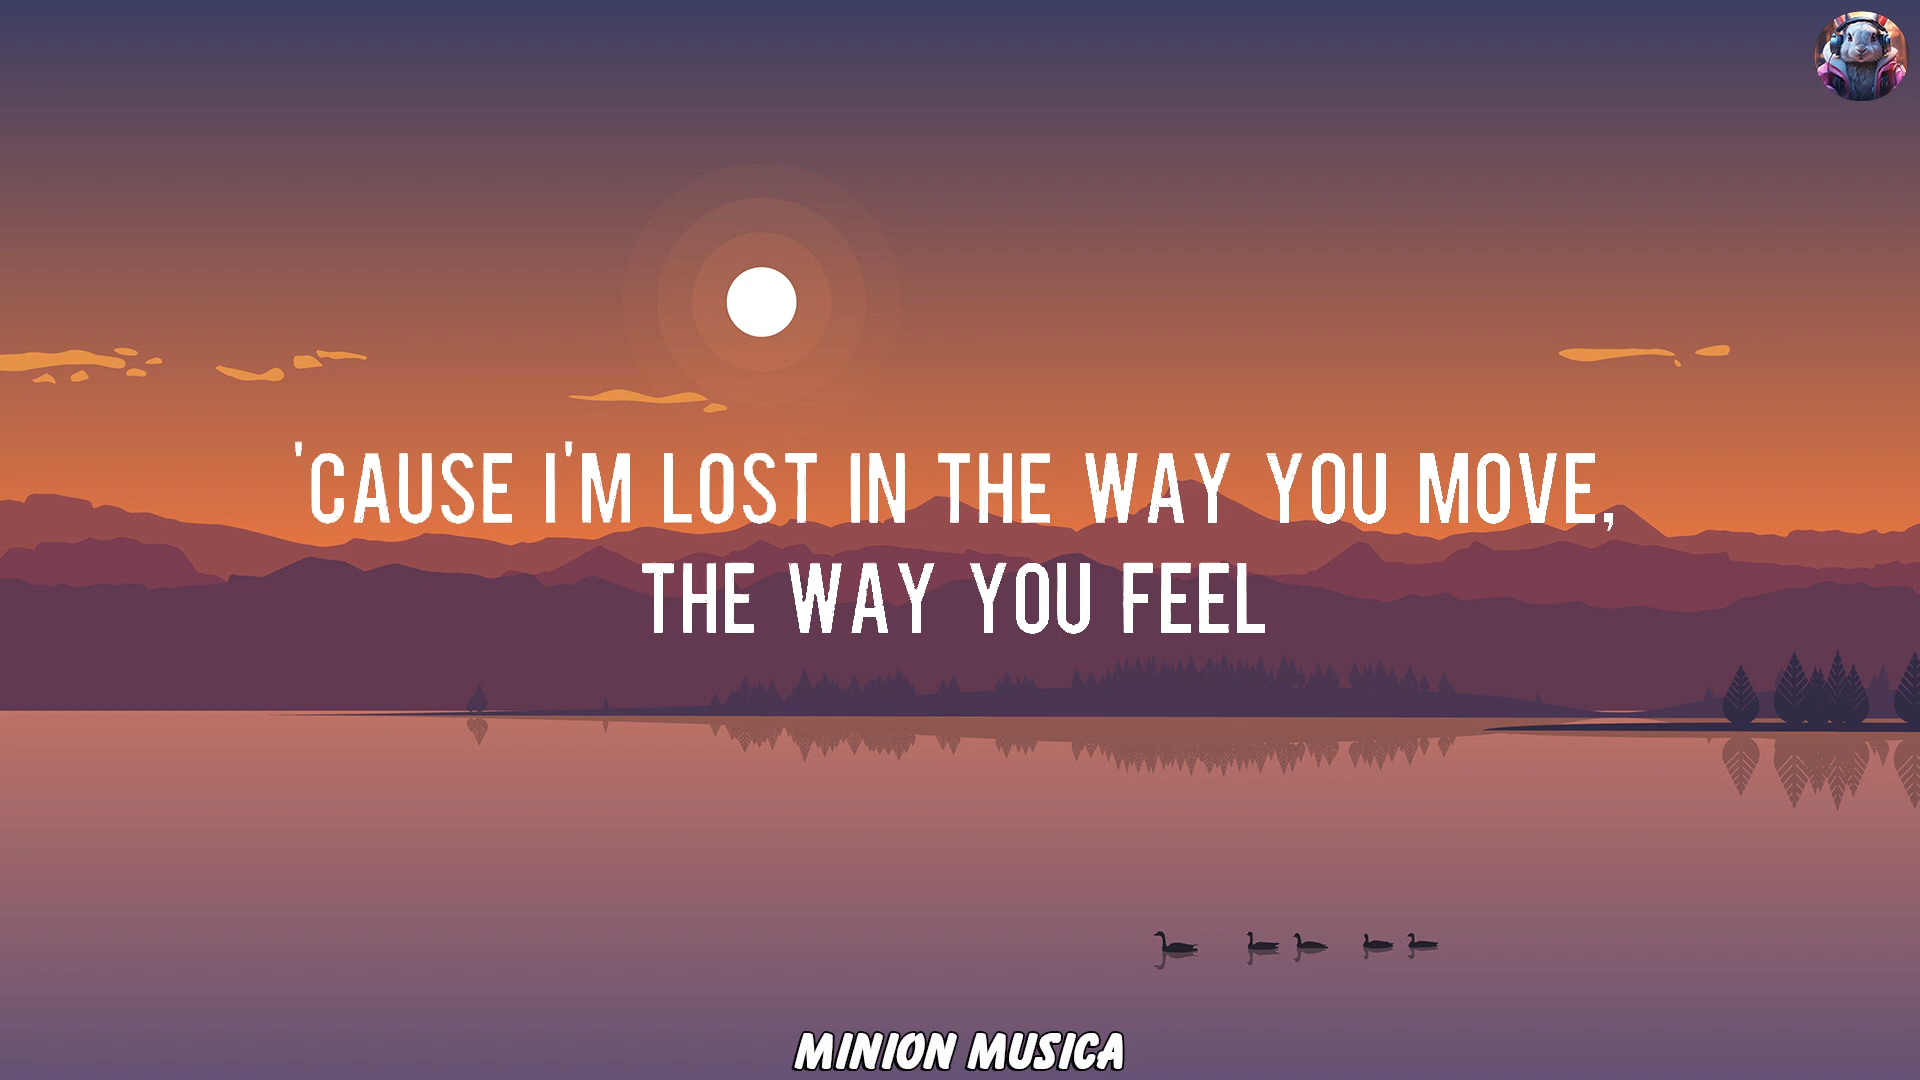 'CAUSE I'M LOST IN THE WAY YOU MOVE,
THE WAY YOU FEEL
MINION MUSICA